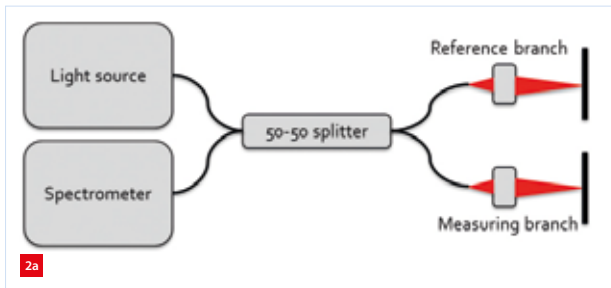 Light source
Spectrometer
50-50 splitter
Reference branch
Measuring branch
2a